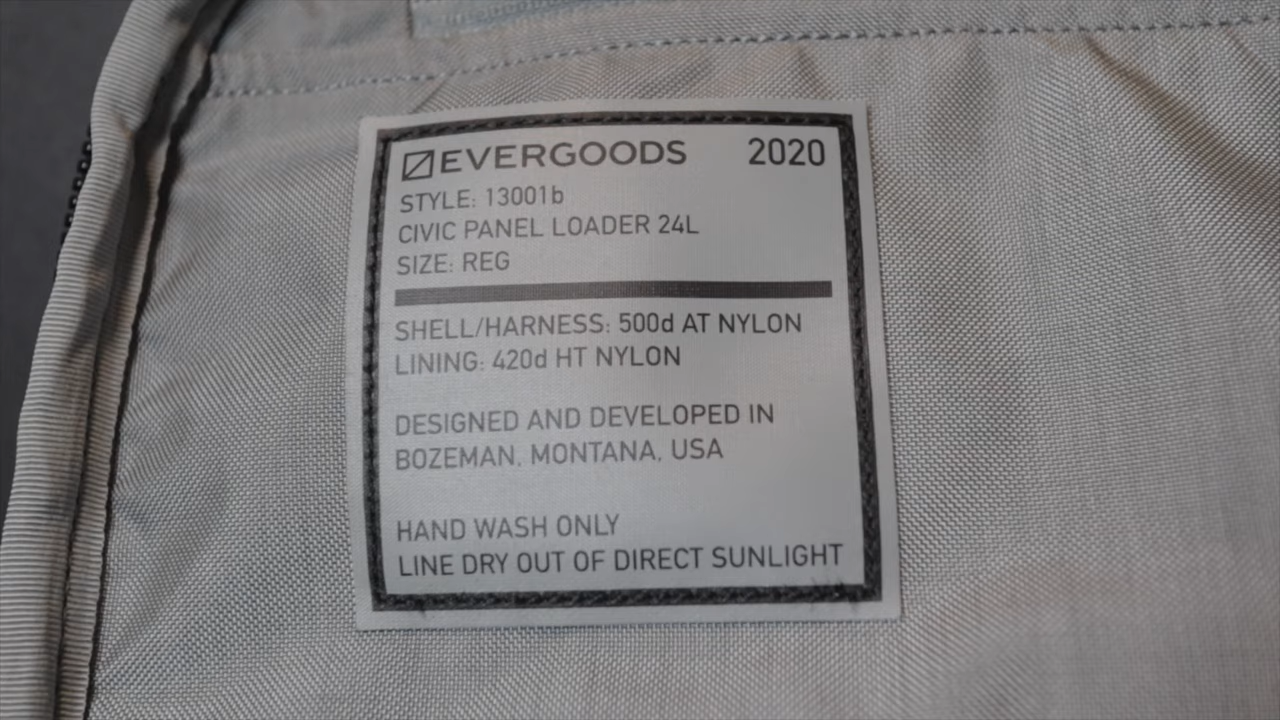 EVERGOODS 2020
STYLE: 13001b
CIVIC PANEL LOADER 24L
SIZE: REG
SHELL/HARNESS: 500d AT NYLON
LINING: 420d HT NYLON
DESIGNED AND DEVELOPED IN
BOZEMAN, MONTANA, USA
HAND WASH ONLY
LINE DRY OUT OF DIRECT SUNLIGHT